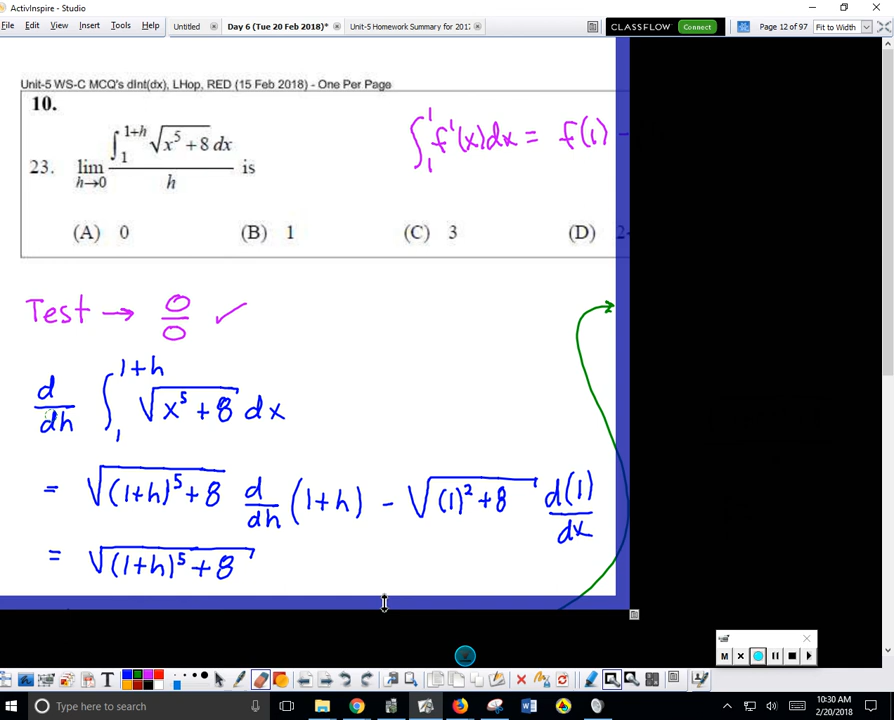 ActivInspire - Studio
File Edit View Insert Tools Help
Untitled
Day 6 (Tue 20 Feb 2018)*
Unit-5 Homework Summary for 201
CLASSFLOW
Connect
Page 12 of 97
Fit to Width
Unit-5 WS-C MCQ's dInt(dx), LHop, RED (15 Feb 2018) - One Per Page
10.
23. lim h→0 ∫₁^{1+h} √(x⁵ + 8) dx / h is
∫₁¹ f'(x)dx = f(1) -
(A) 0 (B) 1 (C) 3 (D) 2
Test → 0/0 ✓
d/dh ∫₁^{1+h} √(x⁵ + 8) dx
= √((1+h)⁵ + 8) d/dh (1+h) - √((1)² + 8) d(1)/dx
= √((1+h)⁵ + 8)
M
T
Type here to search
10:30 AM
2/20/2018